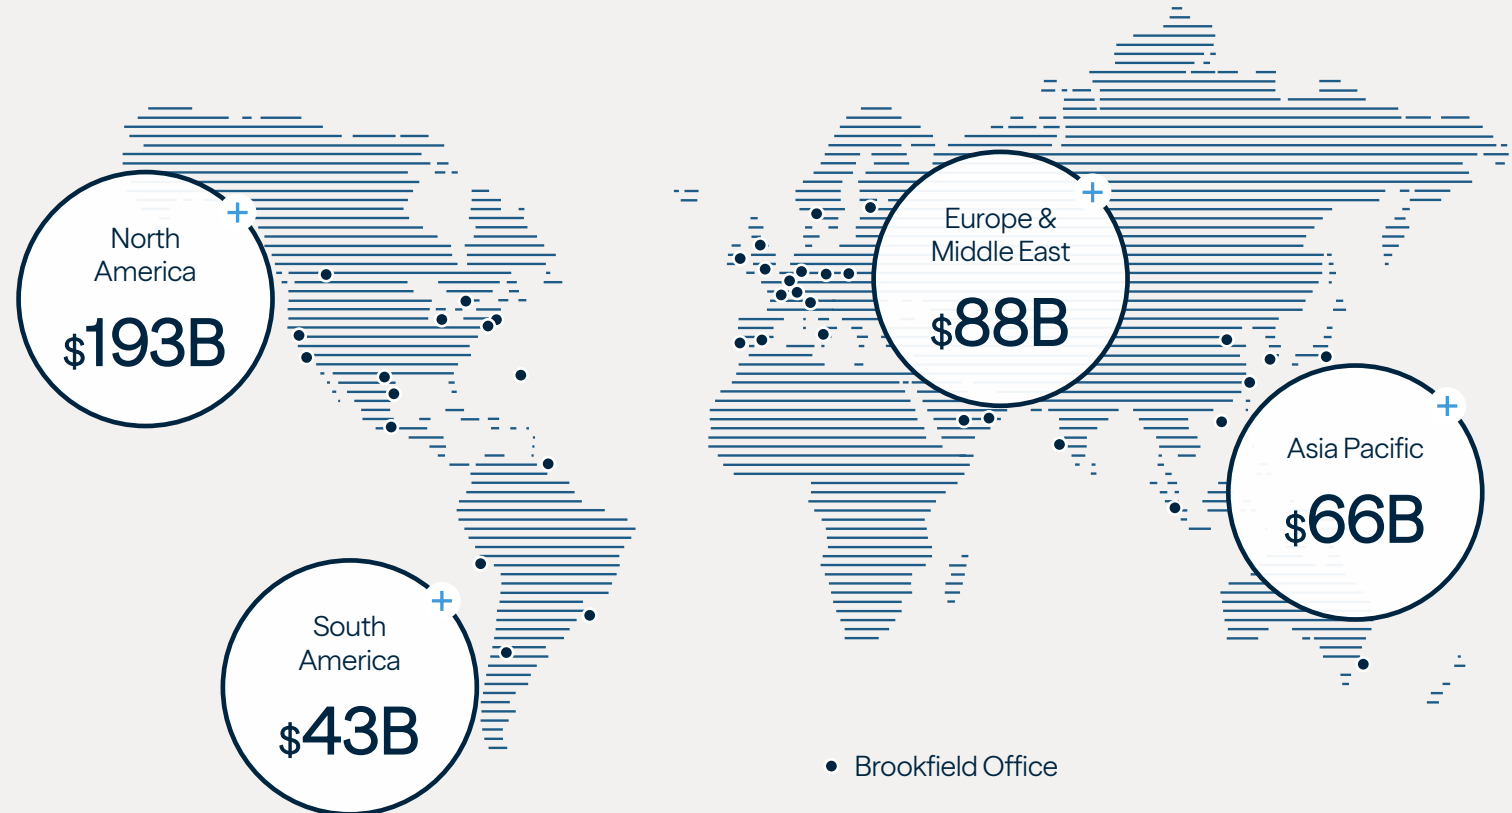 North
America
$193B
Europe &
Middle East
$88B
Asia Pacific
$66B
South
America
$43B
Brookfield Office